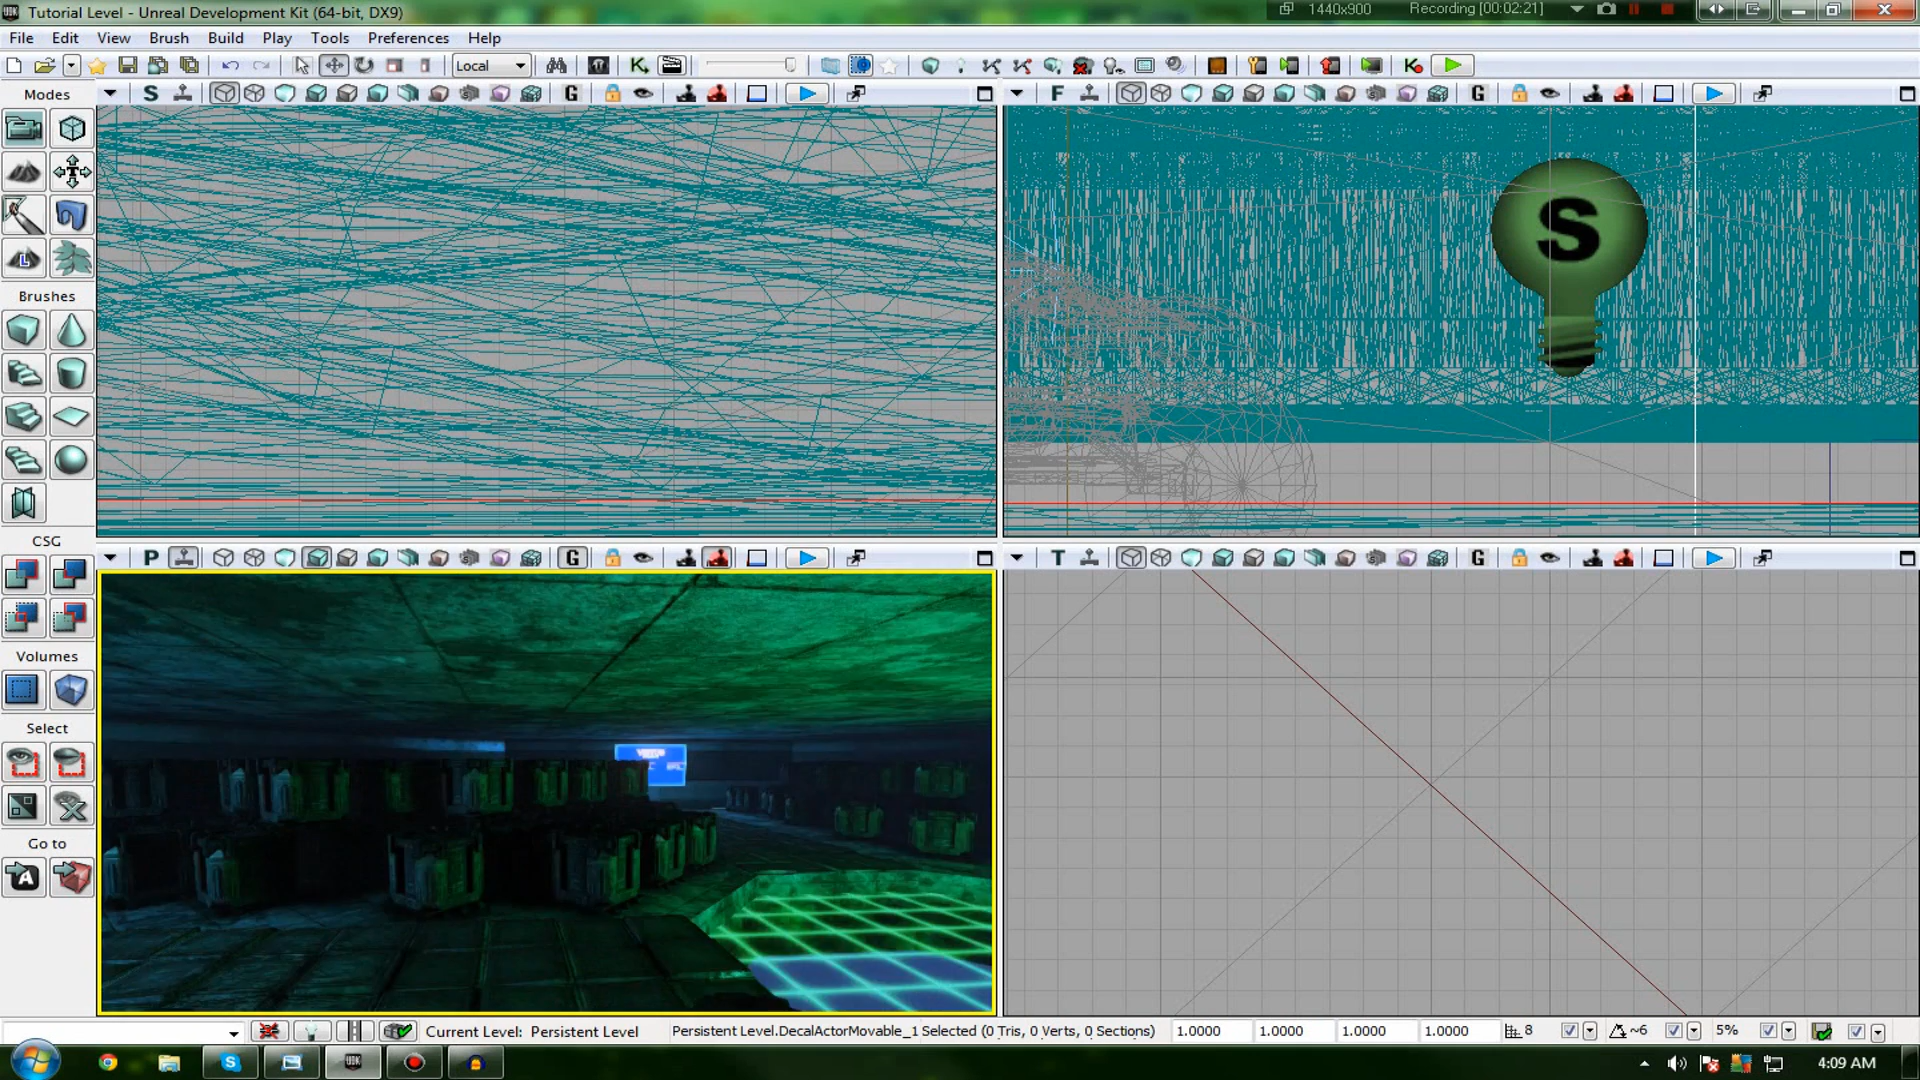 Tutorial Level - Unreal Development Kit (64-bit, DX9)
1440x900
Recording [00:02:21]
File Edit View Brush Build Play Tools Preferences Help
Local
Modes
S
G
F
G
S
L
Brushes
CSG
P
G
T
G
Volumes
Select
Go to
A
Current Level: Persistent Level
Persistent Level.DecalActorMovable_1 Selected (0 Tris, 0 Verts, 0 Sections)
1.0000 1.0000 1.0000 1.0000
8
~6
5%
UDK
4:09 AM